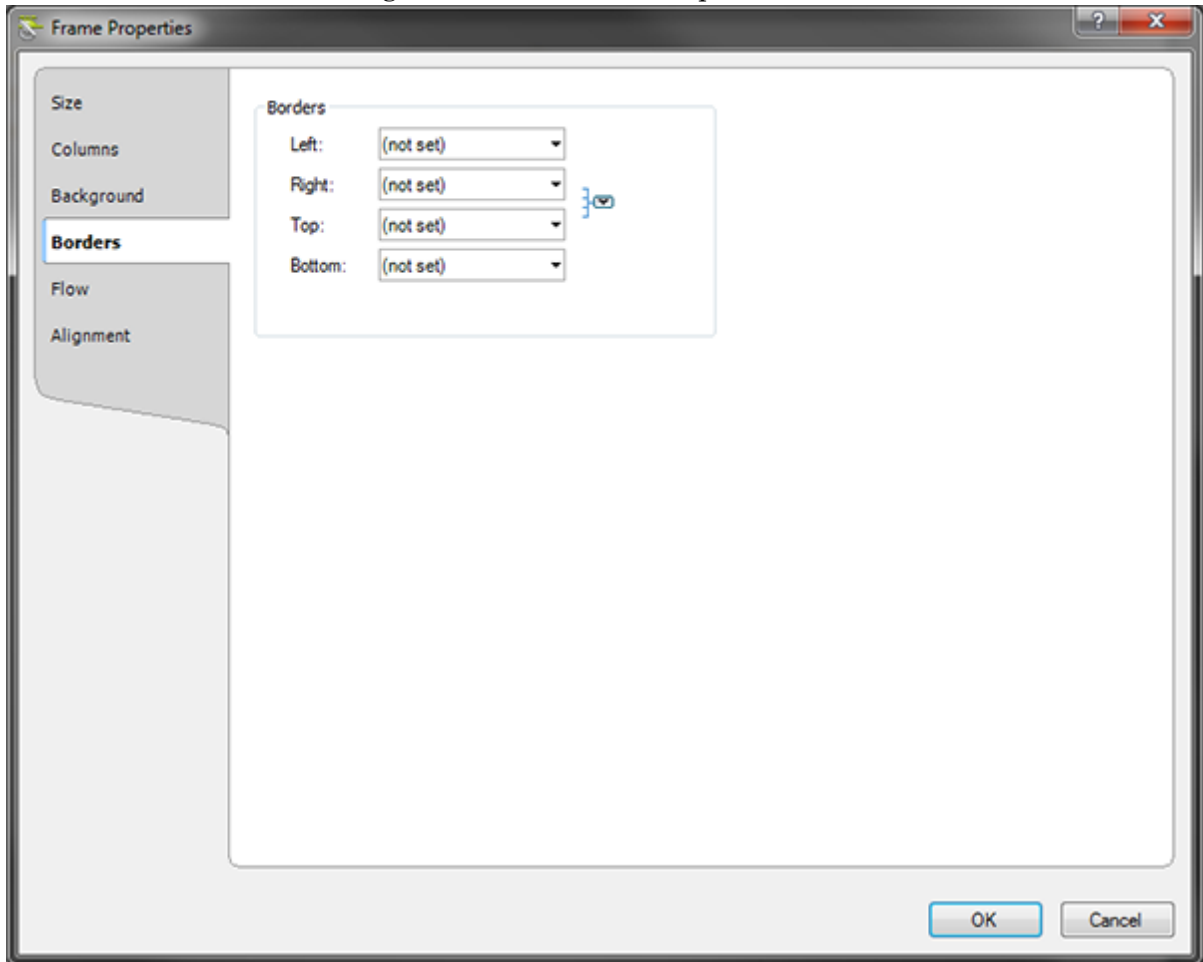 Frame Properties
?
X
Size
Columns
Background
Borders
Flow
Alignment
Borders
Left: (not set)
Right: (not set)
Top: (not set)
Bottom: (not set)
OK
Cancel